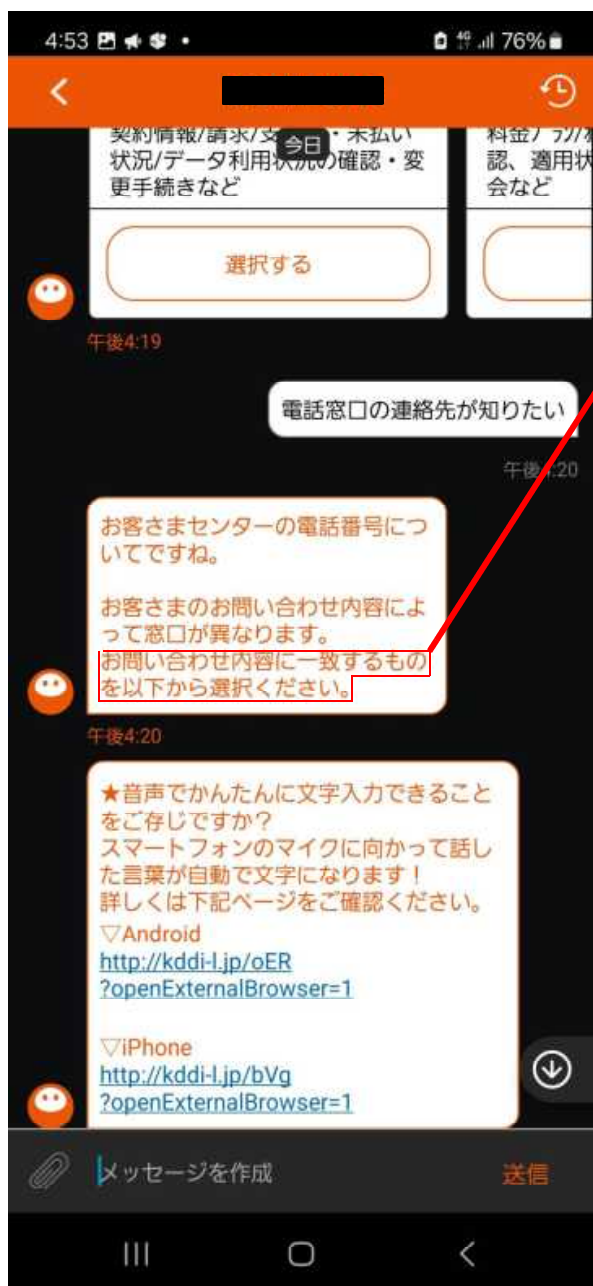 4:53
4G
76%
今日
契約情報/請求/支 ・未払い
状況/データ利用状況の確認・変
更手続きなど
選択する
認、適用状
会など
午後4:19
電話窓口の連絡先が知りたい
午後4:20
お客さまセンターの電話番号につ
いてですね。
お客さまのお問い合わせ内容によ
って窓口が異なります。
お問い合わせ内容に一致するもの
を以下から選択ください。
午後4:20
★音声でかんたんに文字入力できること
をご存じですか？
スマートフォンのマイクに向かって話し
た言葉が自動で文字になります！
詳しくは下記ページをご確認ください。
▽Android
http://kddi-l.jp/oER
?openExternalBrowser=1
▽iPhone
http://kddi-l.jp/bVg
?openExternalBrowser=1
メッセージを作成
送信